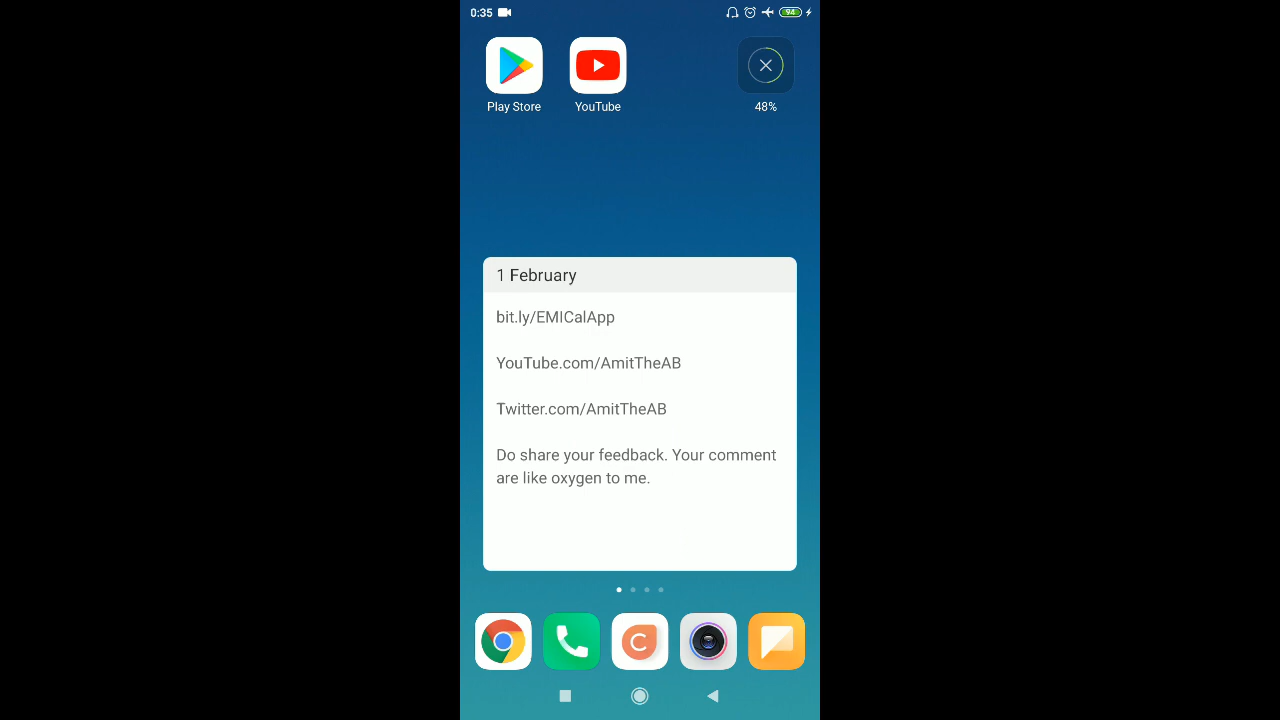 0:35
94
Play Store
YouTube
48%
1 February
bit.ly/EMICalApp
YouTube.com/AmitTheAB
Twitter.com/AmitTheAB
Do share your feedback. Your comment
are like oxygen to me.